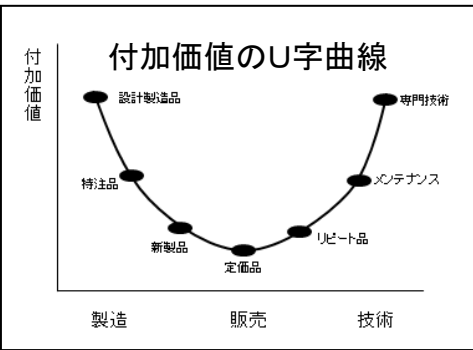 付加価値のU字曲線
付加価値
設計製造品
専門技術
特注品
メンテナンス
新製品
リピート品
定価品
製造
販売
技術